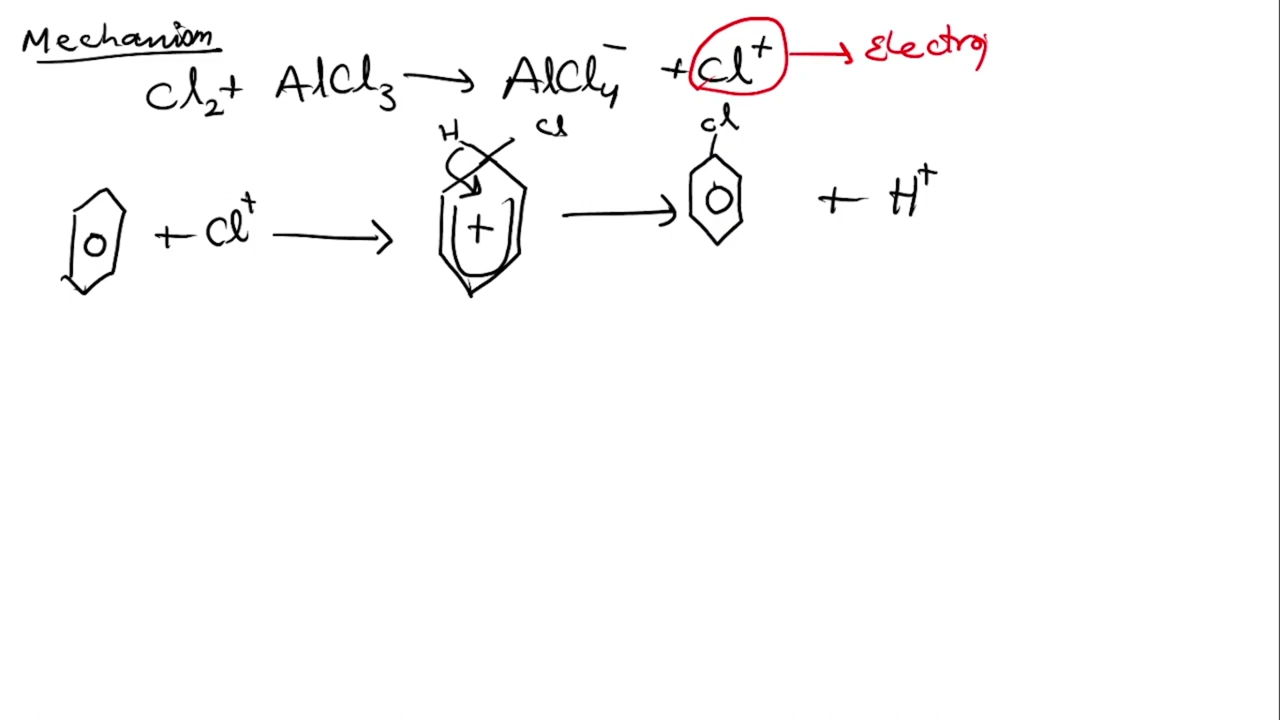 Mechanism
Cl₂ + AlCl₃ → AlCl₄⁻ + Cl⁺ → Electro
H Cl Cl
+ Cl⁺ → + → + H⁺